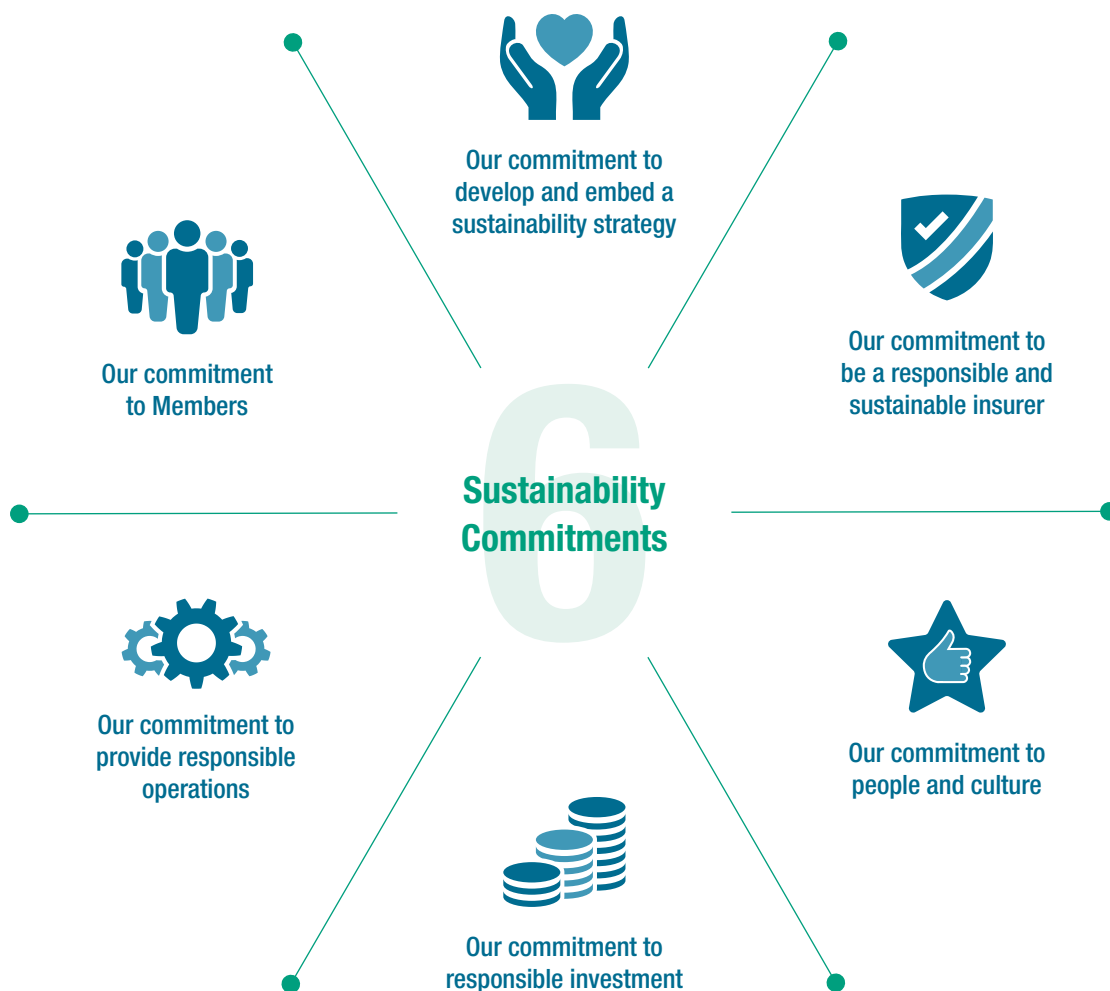 Our commitment to
develop and embed a
sustainability strategy
Our commitment to
be a responsible and
sustainable insurer
Our commitment
to Members
6
Sustainability
Commitments
Our commitment to
provide responsible
operations
Our commitment to
people and culture
Our commitment to
responsible investment